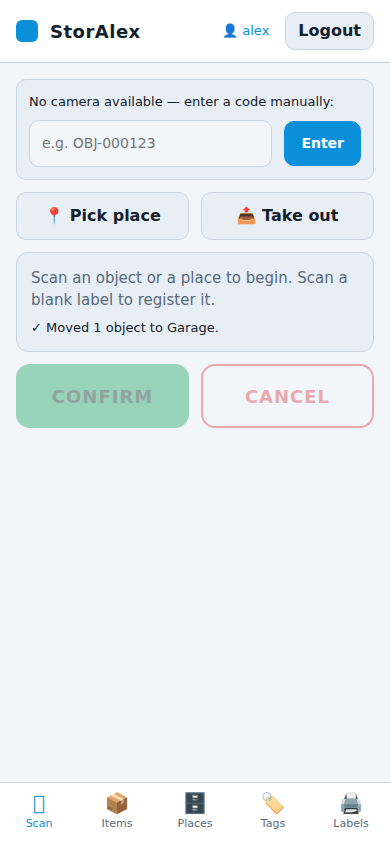 StorAlex
👤 alex
Logout
No camera available — enter a code manually:
e.g. OBJ-000123
Enter
📍 Pick place
📤 Take out
Scan an object or a place to begin. Scan a
blank label to register it.
✓ Moved 1 object to Garage.
CONFIRM
CANCEL
Scan
Items
Places
Tags
Labels